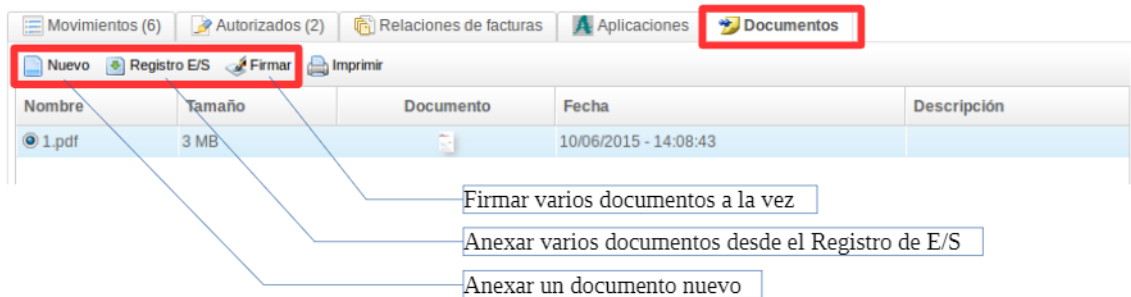 Movimientos (6) Autorizados (2) Relaciones de facturas Aplicaciones Documentos
Nuevo Registro E/S Firmar Imprimir
Nombre Tamaño Documento Fecha Descripción
1.pdf 3 MB 10/06/2015 - 14:08:43
Firmar varios documentos a la vez
Anexar varios documentos desde el Registro de E/S
Anexar un documento nuevo